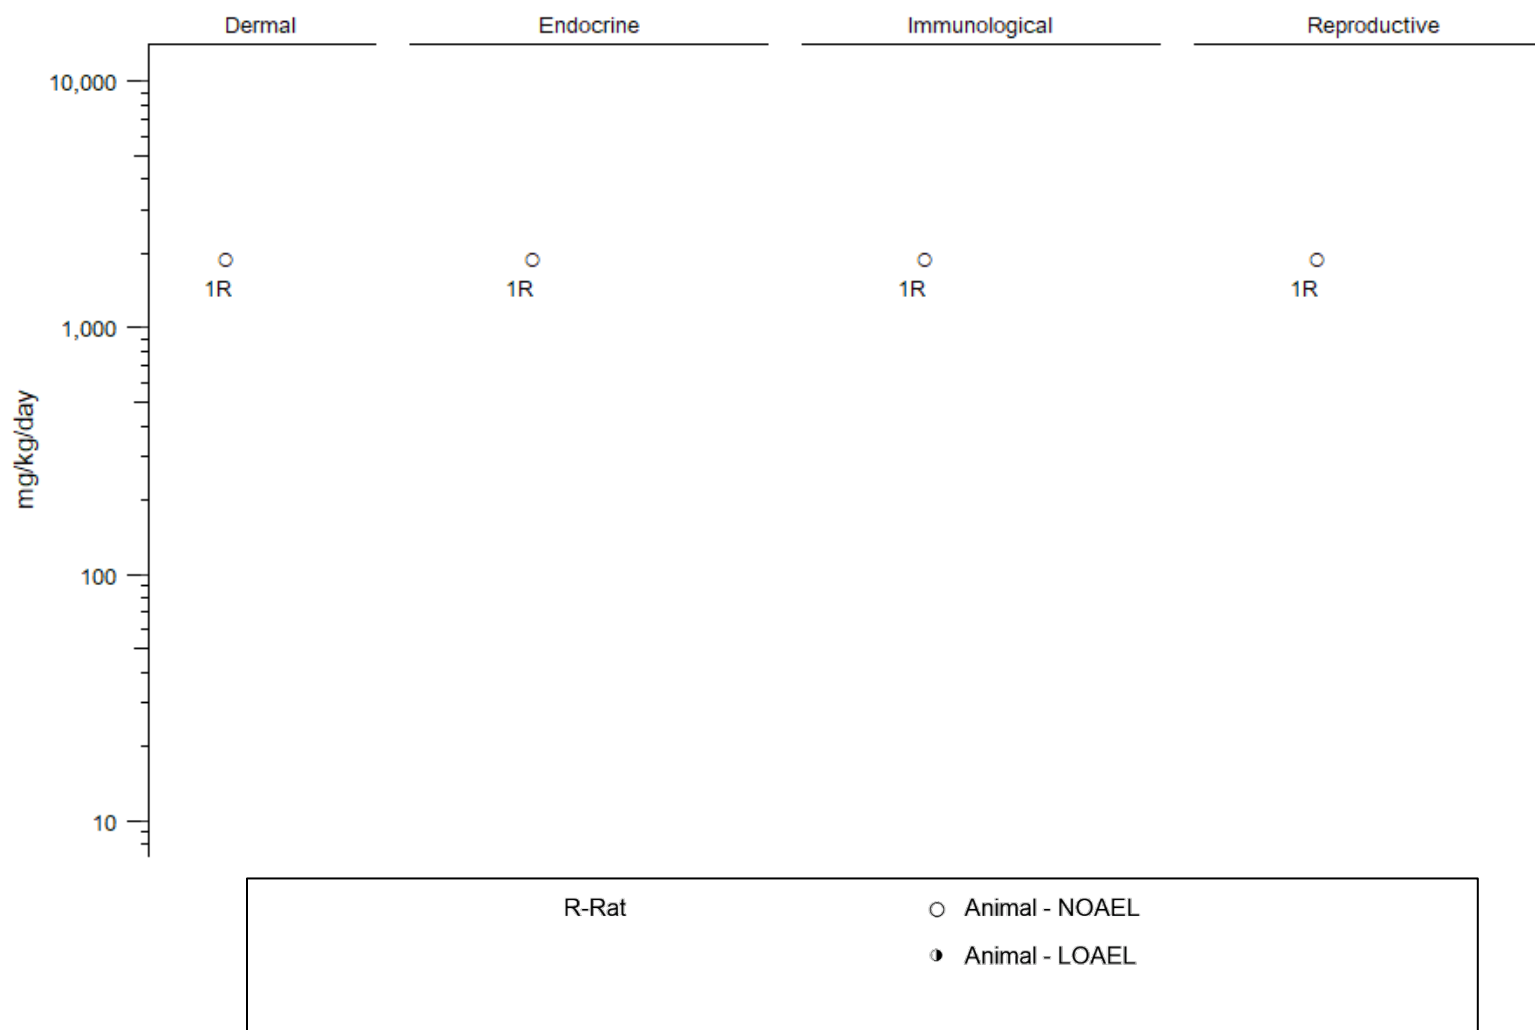 Dermal Endocrine Immunological Reproductive
10,000
1R 1R 1R 1R
1,000
mg/kg/day
100
10
R-Rat Animal - NOAEL
Animal - LOAEL